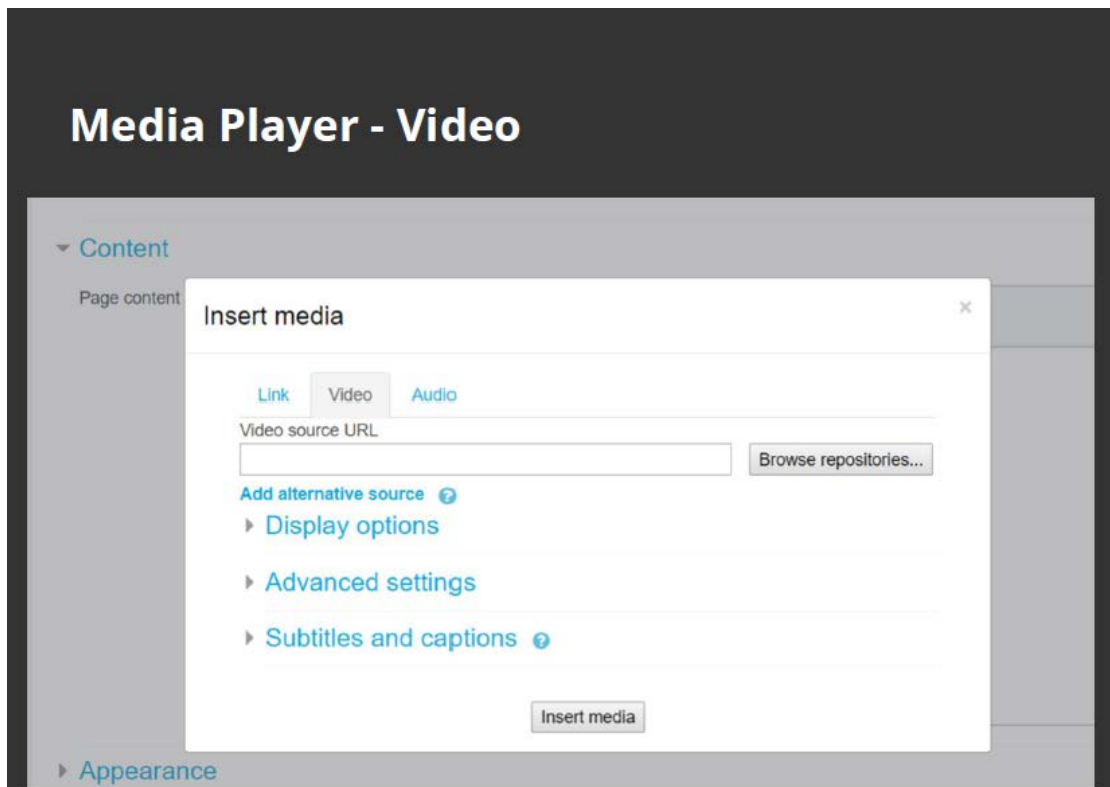 Media Player - Video
Content
Page content
Insert media
×
Link Video Audio
Video source URL
Browse repositories...
Add alternative source ?
Display options
Advanced settings
Subtitles and captions ?
Insert media
Appearance